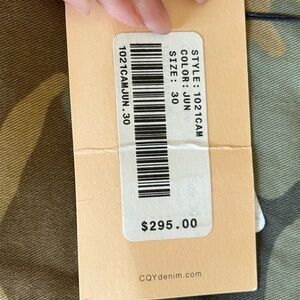 STYLE: 1021CAM
COLOR: JUN
SIZE: 30
1021CAMJUN.30
$295.00
CQYdenim.com